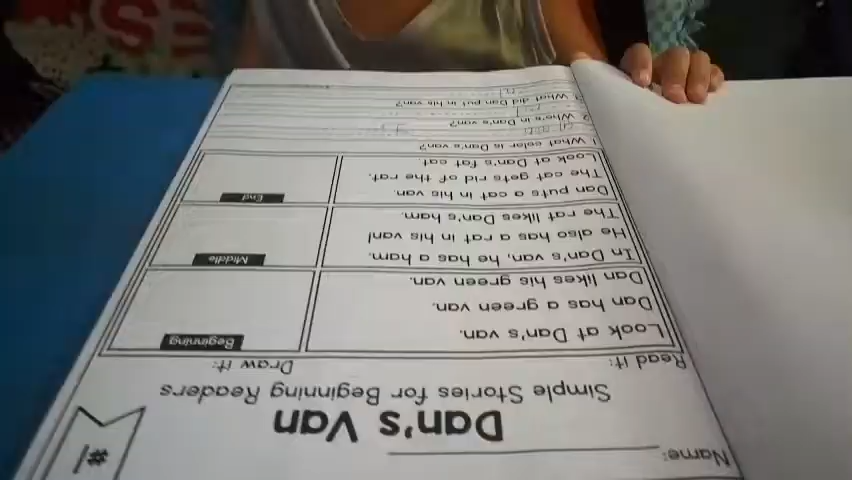 #1
Name:
Dan's Van
Simple Stories for Beginning Readers
Read it:
Draw it:
Look at Dan's van.
Dan has a green van.
Dan likes his green van.
Beginning
In Dan's van, he has a ham.
He also has a rat in his van!
The rat likes Dan's ham.
Middle
Dan puts a cat in his van.
The cat gets rid of the rat.
Look at Dan's fat cat.
End
1. What color is Dan's van?
2. Who's in Dan's van?
3. What did Dan put in his van?